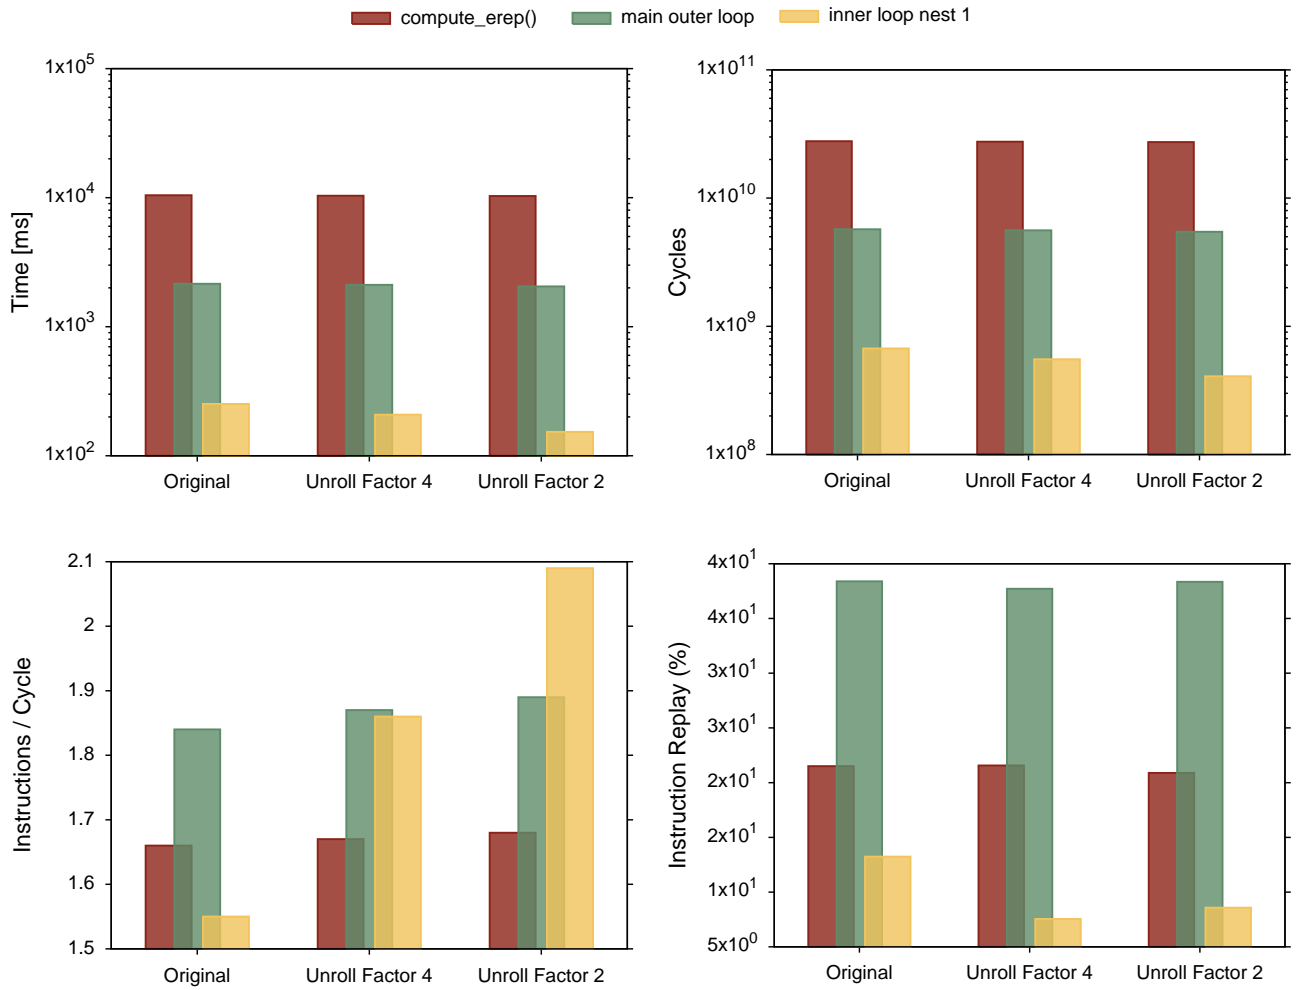 compute_erep() main outer loop inner loop nest 1
Time [ms]
1x10^5
1x10^4
1x10^3
1x10^2
Original Unroll Factor 4 Unroll Factor 2
Cycles
1x10^11
1x10^10
1x10^9
1x10^8
Original Unroll Factor 4 Unroll Factor 2
Instructions / Cycle
2.1
2
1.9
1.8
1.7
1.6
1.5
Original Unroll Factor 4 Unroll Factor 2
Instruction Replay (%)
4x10^1
4x10^1
3x10^1
3x10^1
2x10^1
2x10^1
1x10^1
5x10^0
Original Unroll Factor 4 Unroll Factor 2